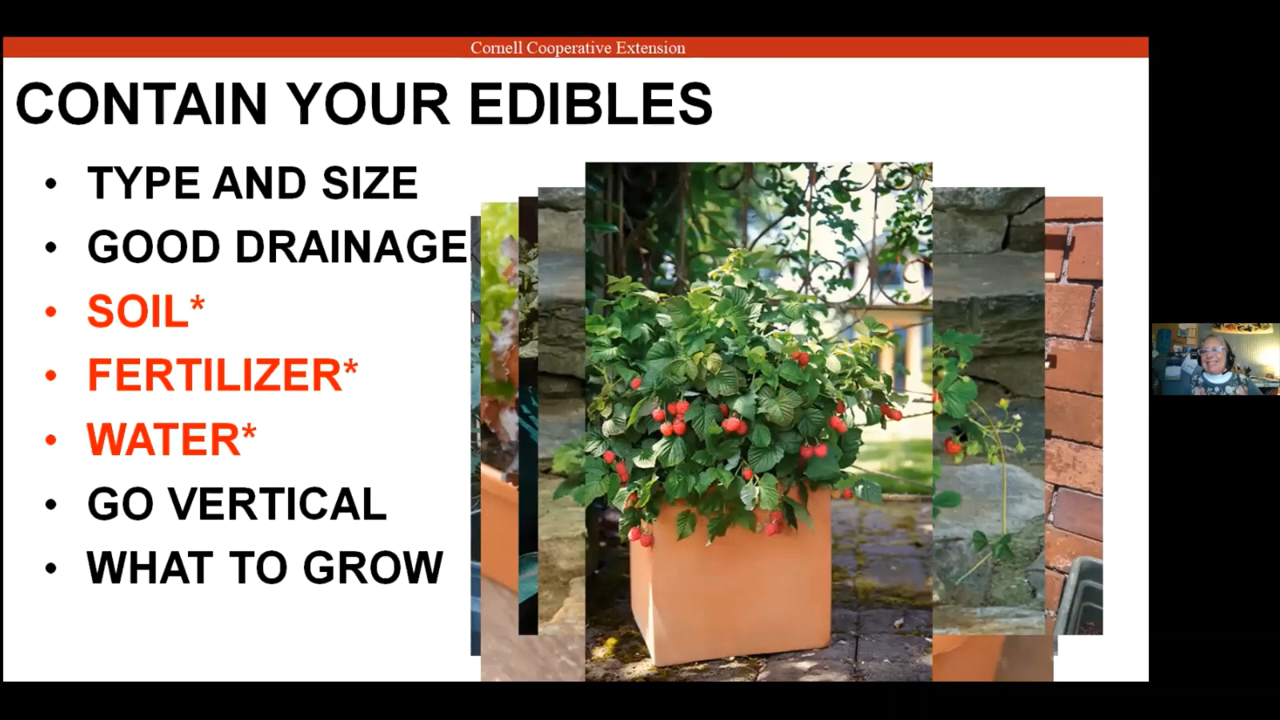 Cornell Cooperative Extension
CONTAIN YOUR EDIBLES
• TYPE AND SIZE
• GOOD DRAINAGE
• SOIL*
• FERTILIZER*
• WATER*
• GO VERTICAL
• WHAT TO GROW